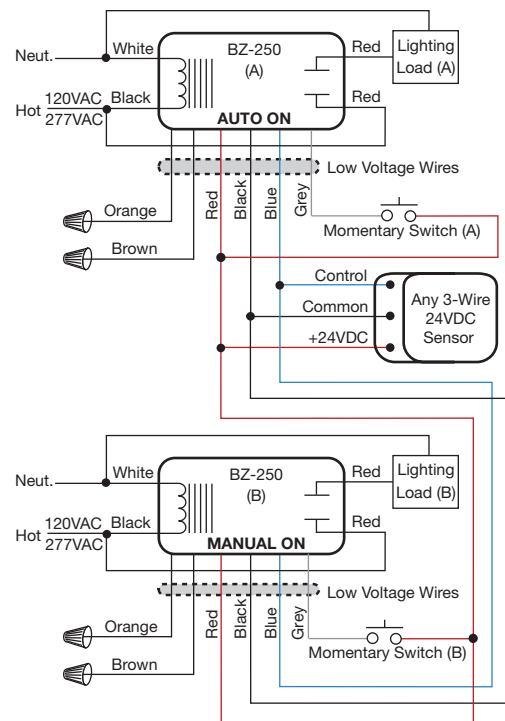 Neut.
White
BZ-250
(A)
Red
Lighting
Load (A)
Hot
120VAC
277VAC
Black
Red
AUTO ON
Low Voltage Wires
Orange
Brown
Red
Black
Blue
Grey
Momentary Switch (A)
Control
Common
+24VDC
Any 3-Wire
24VDC
Sensor
Neut.
White
BZ-250
(B)
Red
Lighting
Load (B)
Hot
120VAC
277VAC
Black
Red
MANUAL ON
Low Voltage Wires
Orange
Brown
Red
Black
Blue
Grey
Momentary Switch (B)